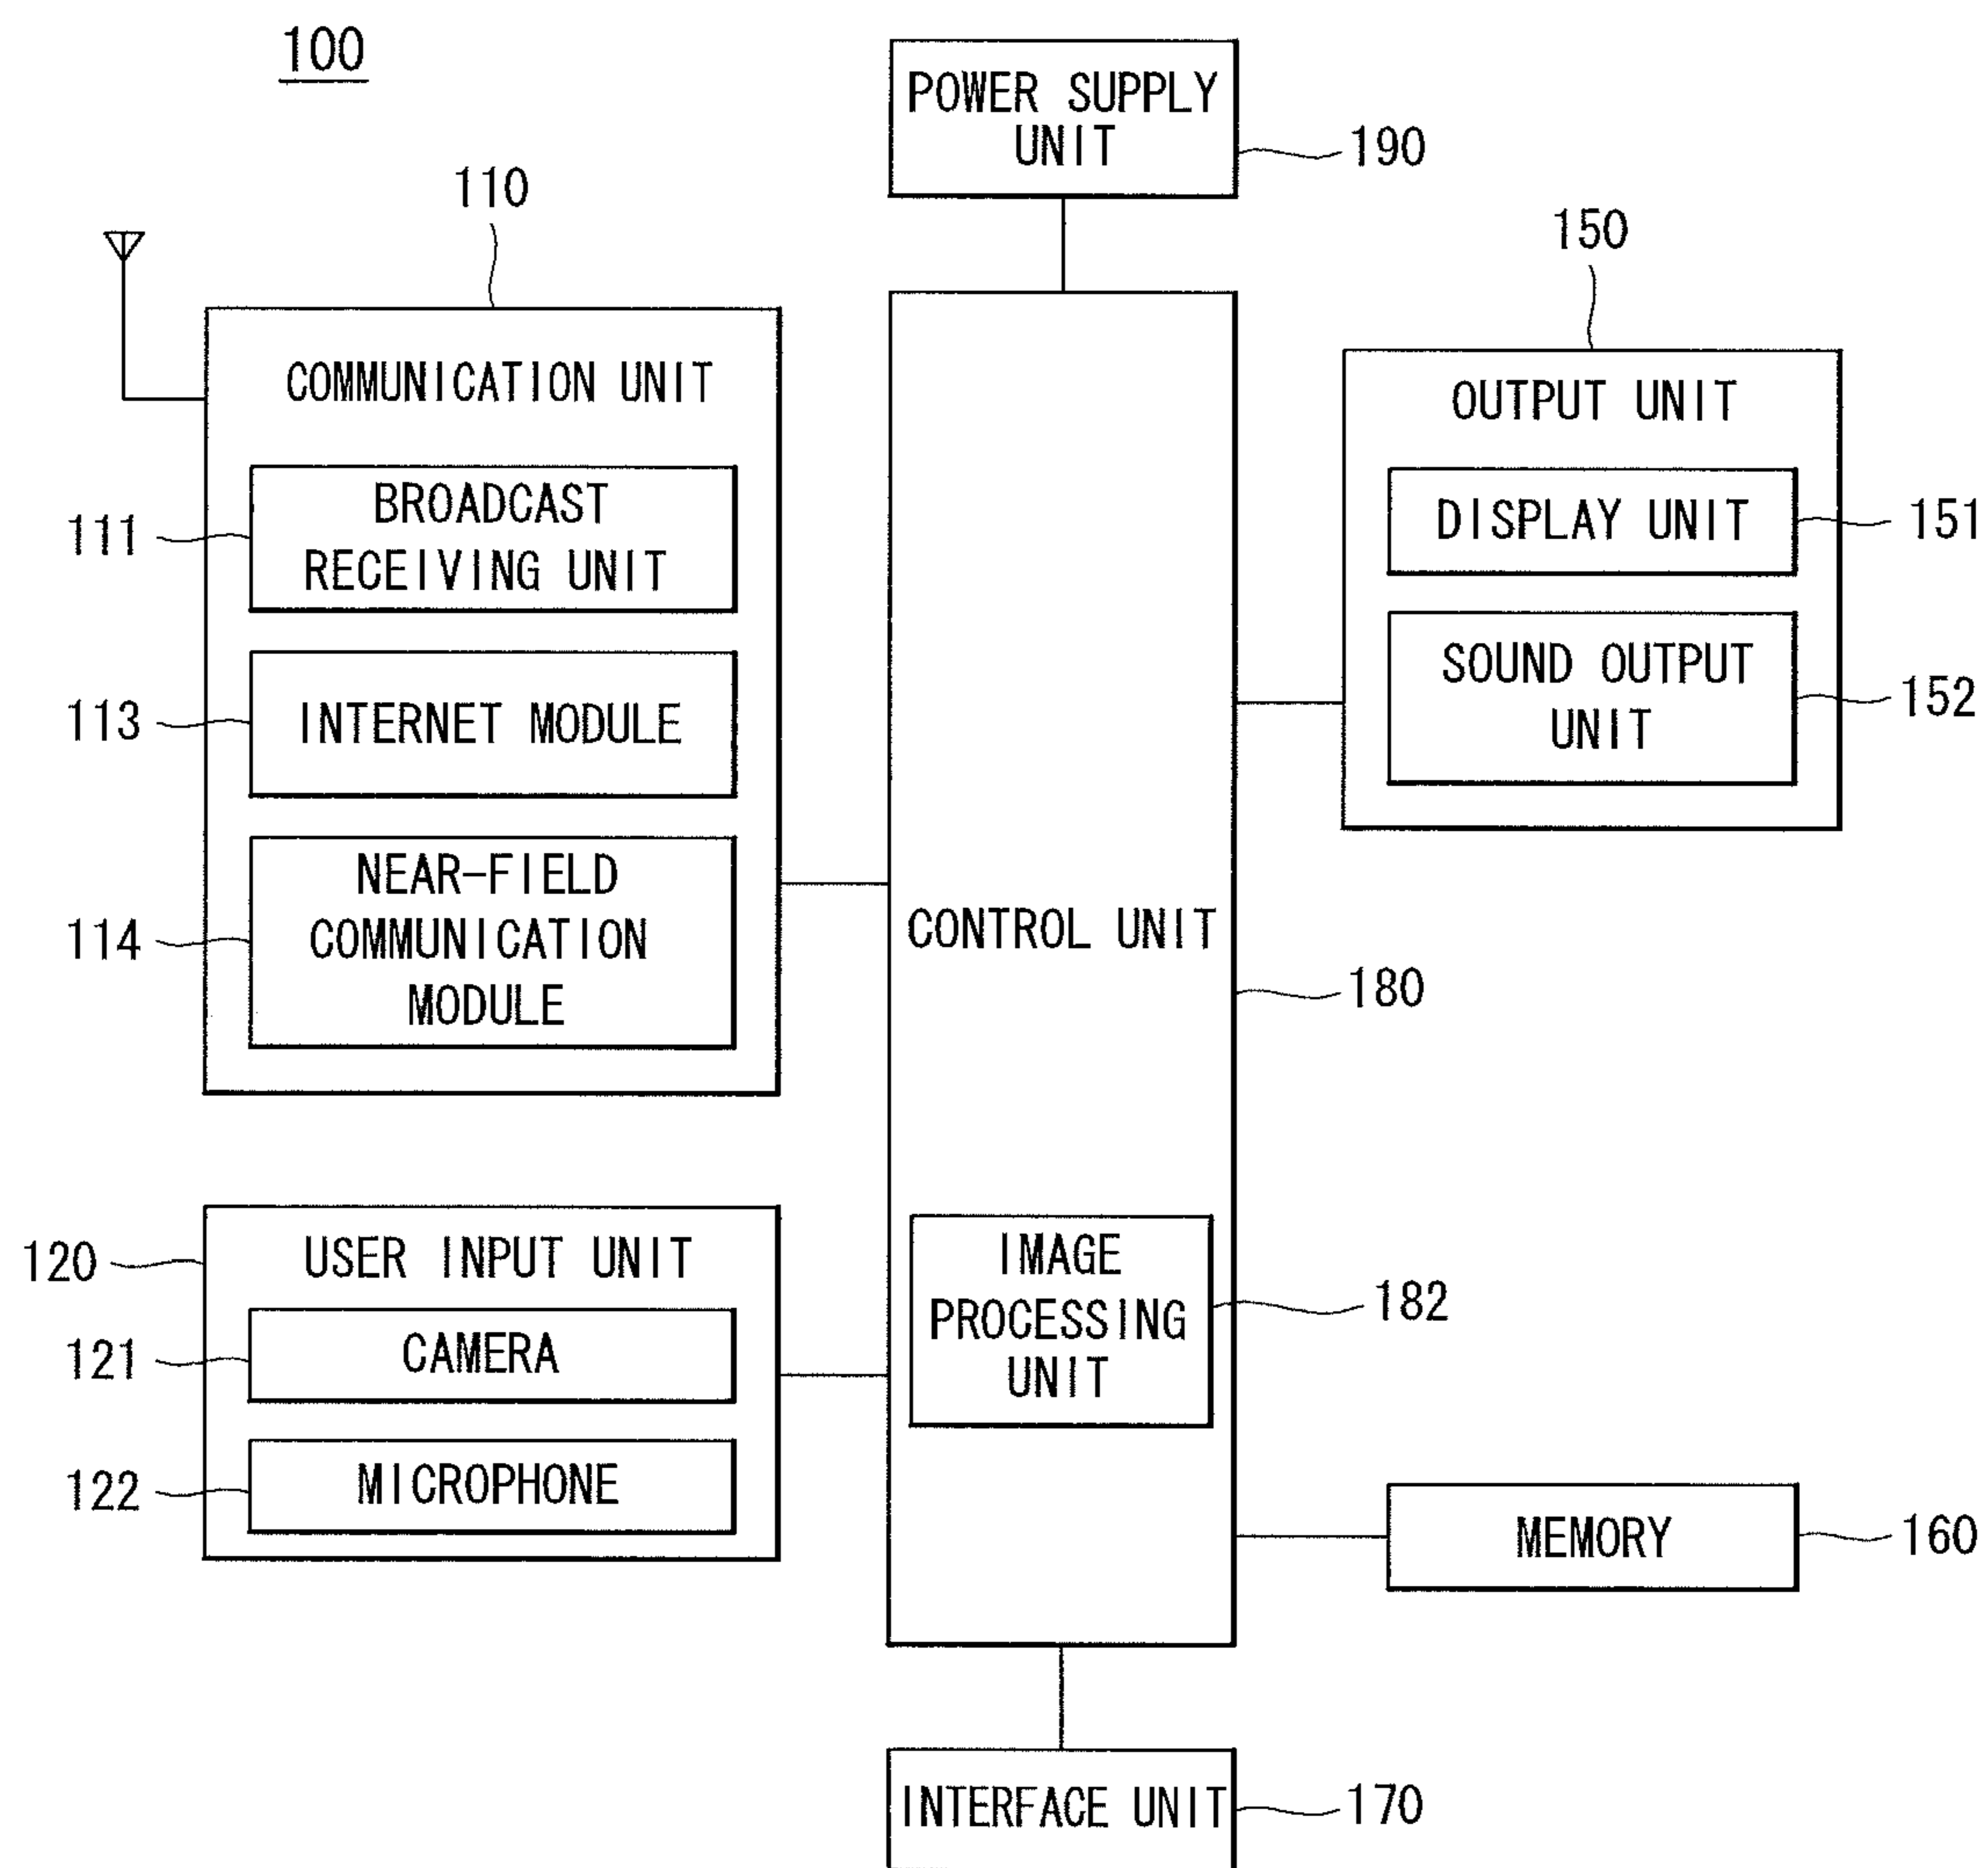 100
POWER SUPPLY
UNIT
190
110
COMMUNICATION UNIT
BROADCAST
RECEIVING UNIT
111
INTERNET MODULE
113
NEAR-FIELD
COMMUNICATION
MODULE
114
150
OUTPUT UNIT
DISPLAY UNIT
151
SOUND OUTPUT
UNIT
152
CONTROL UNIT
180
IMAGE
PROCESSING
UNIT
182
120
USER INPUT UNIT
121
CAMERA
122
MICROPHONE
MEMORY
160
INTERFACE UNIT
170